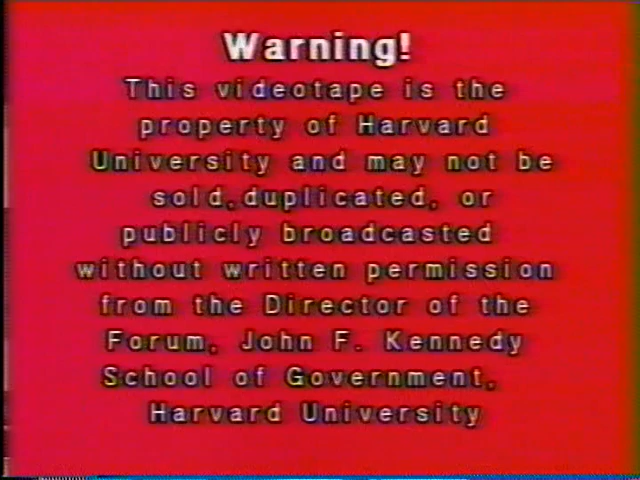 Warning!
This videotape is the
property of Harvard
University and may not be
sold,duplicated, or
publicly broadcasted
without written permission
from the Director of the
Forum, John F. Kennedy
School of Government,
Harvard University